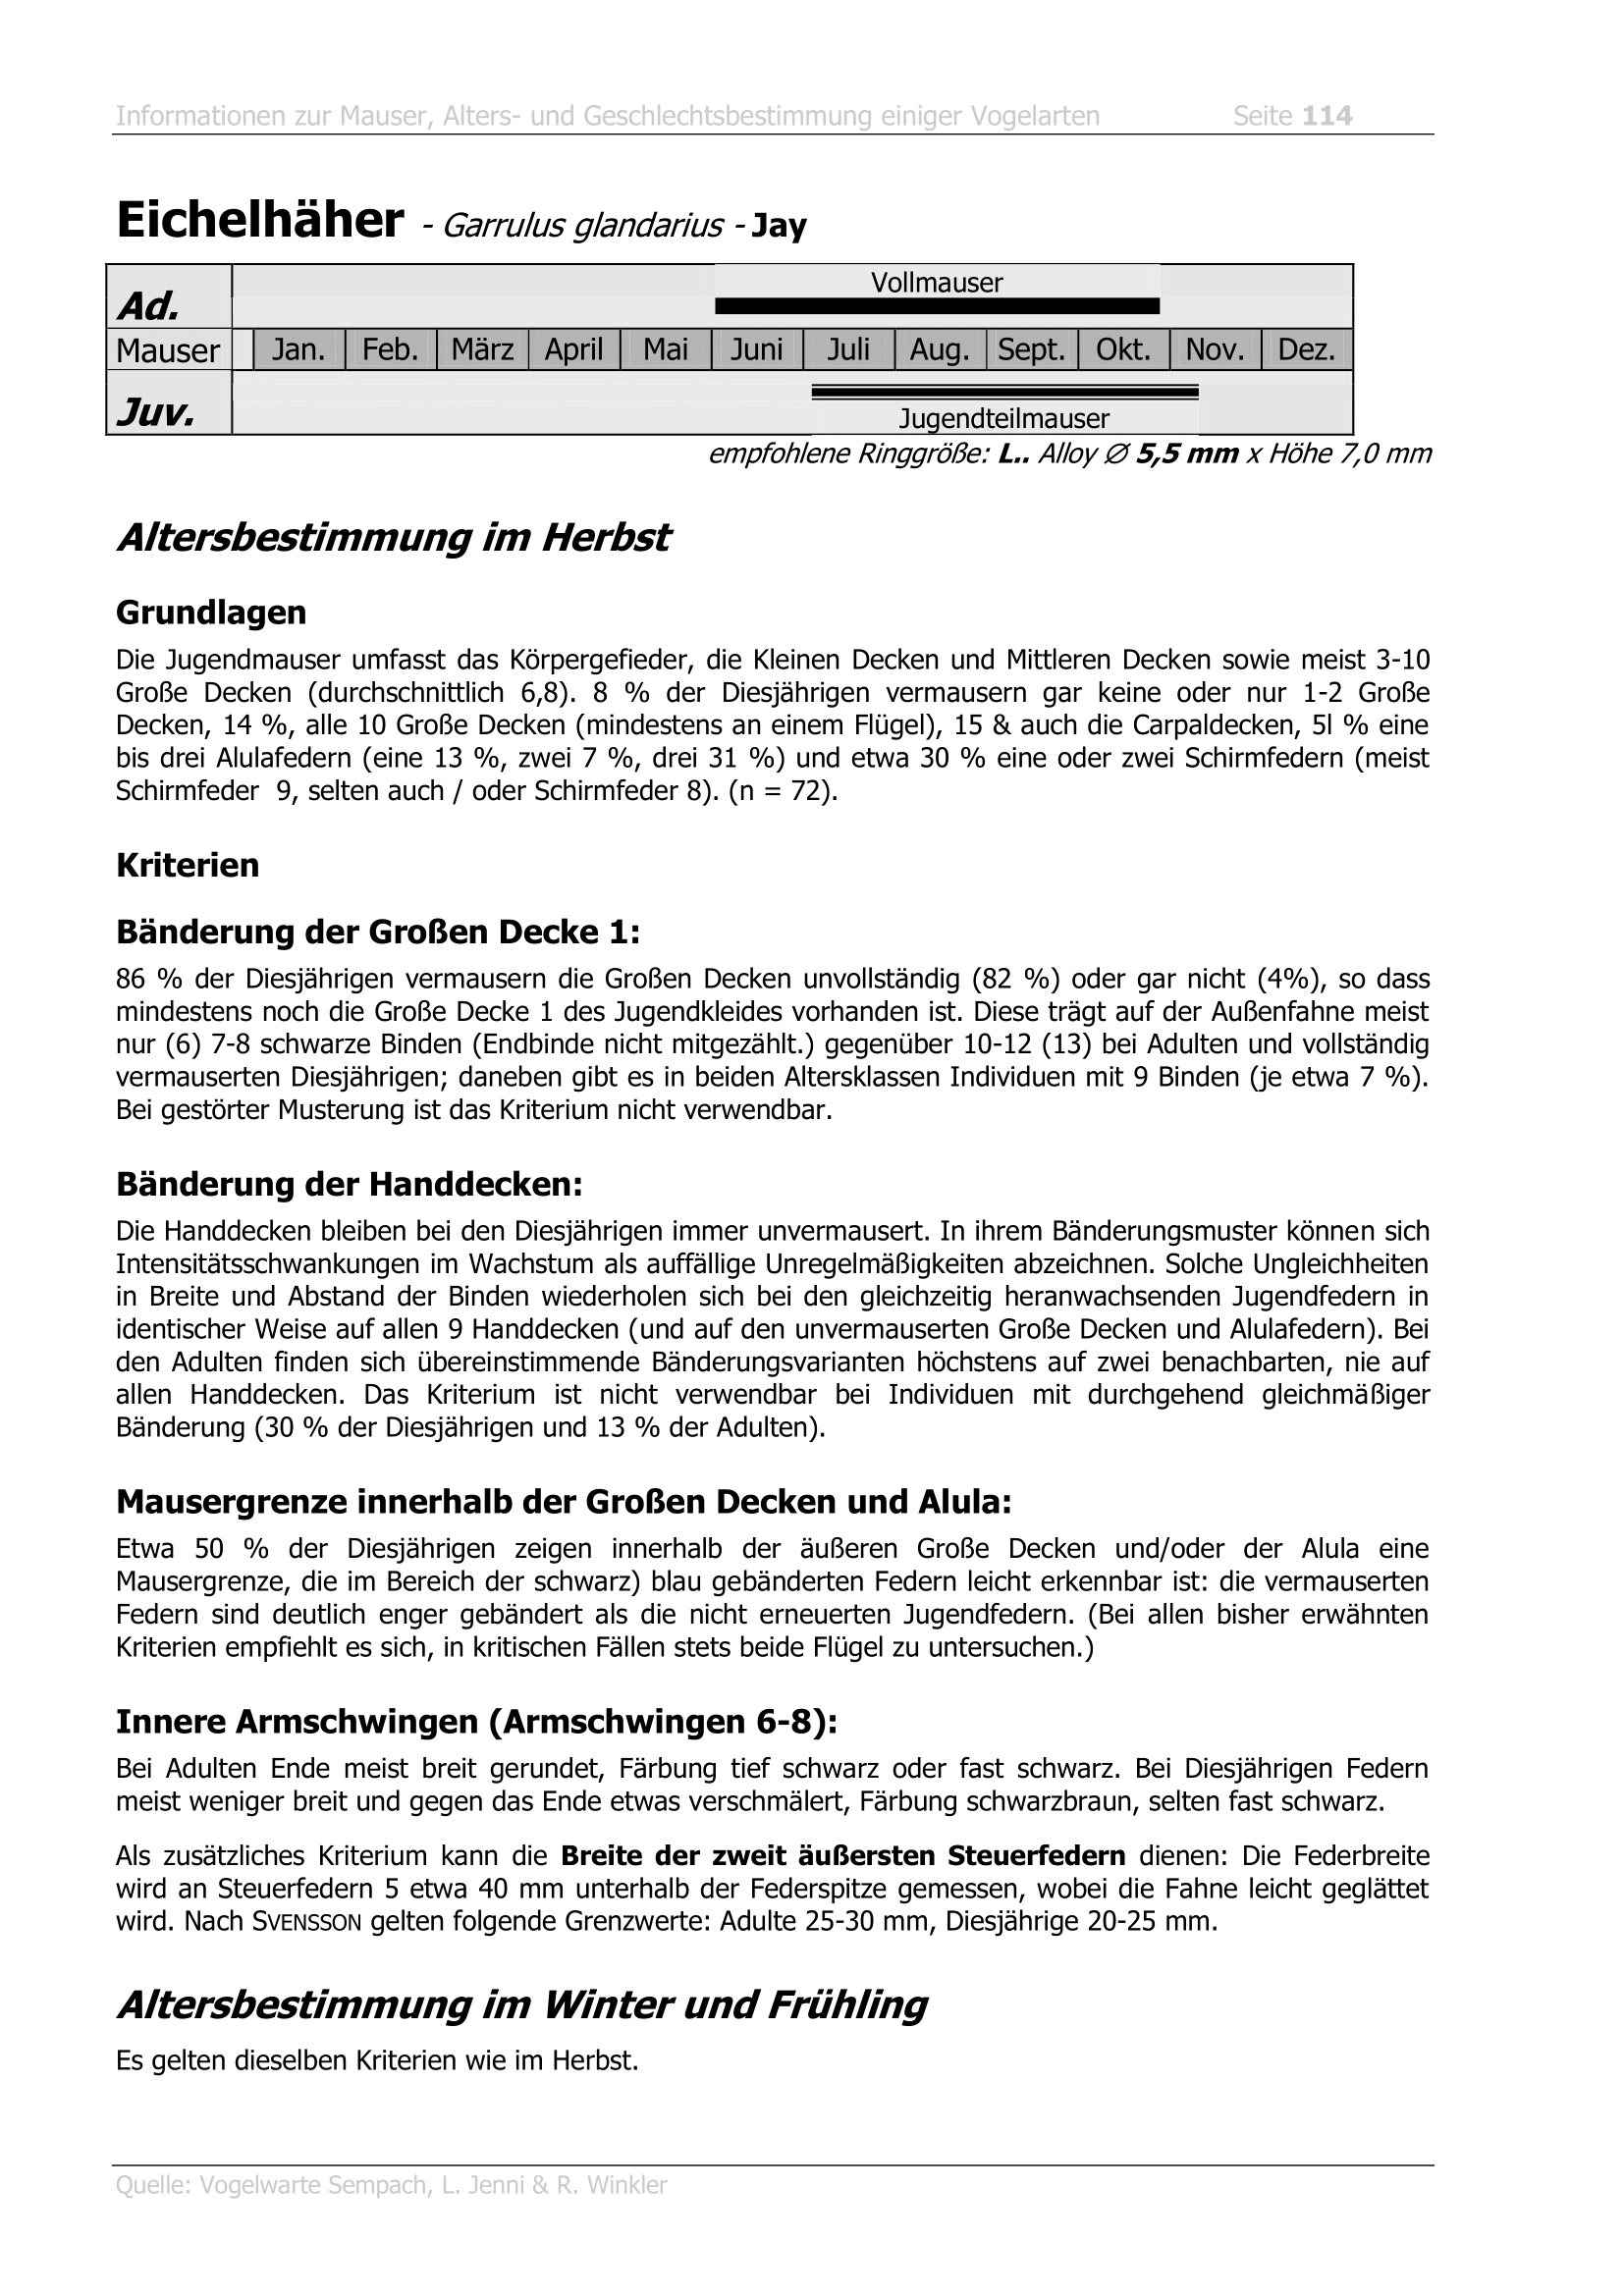 Informationen zur Mauser, Alters- und Geschlechtsbestimmung einiger Vogelarten Seite 114
Eichelhäher - Garrulus glandarius - Jay
Vollmauser
Ad.
Mauser Jan. Feb. März April Mai Juni Juli Aug. Sept. Okt. Nov. Dez.
Juv.
Jugendteilmauser
empfohlene Ringgröße: L.. Alloy ∅ 5,5 mm x Höhe 7,0 mm
Altersbestimmung im Herbst
Grundlagen
Die Jugendmauser umfasst das Körpergefieder, die Kleinen Decken und Mittleren Decken sowie meist 3-10
Große Decken (durchschnittlich 6,8). 8 % der Diesjährigen vermausern gar keine oder nur 1-2 Große
Decken, 14 %, alle 10 Große Decken (mindestens an einem Flügel), 15 & auch die Carpaldecken, 5l % eine
bis drei Alulafedern (eine 13 %, zwei 7 %, drei 31 %) und etwa 30 % eine oder zwei Schirmfedern (meist
Schirmfeder 9, selten auch / oder Schirmfeder 8). (n = 72).
Kriterien
Bänderung der Großen Decke 1:
86 % der Diesjährigen vermausern die Großen Decken unvollständig (82 %) oder gar nicht (4%), so dass
mindestens noch die Große Decke 1 des Jugendkleides vorhanden ist. Diese trägt auf der Außenfahne meist
nur (6) 7-8 schwarze Binden (Endbinde nicht mitgezählt.) gegenüber 10-12 (13) bei Adulten und vollständig
vermauserten Diesjährigen; daneben gibt es in beiden Altersklassen Individuen mit 9 Binden (je etwa 7 %).
Bei gestörter Musterung ist das Kriterium nicht verwendbar.
Bänderung der Handdecken:
Die Handdecken bleiben bei den Diesjährigen immer unvermausert. In ihrem Bänderungsmuster können sich
Intensitätsschwankungen im Wachstum als auffällige Unregelmäßigkeiten abzeichnen. Solche Ungleichheiten
in Breite und Abstand der Binden wiederholen sich bei den gleichzeitig heranwachsenden Jugendfedern in
identischer Weise auf allen 9 Handdecken (und auf den unvermauserten Große Decken und Alulafedern). Bei
den Adulten finden sich übereinstimmende Bänderungsvarianten höchstens auf zwei benachbarten, nie auf
allen Handdecken. Das Kriterium ist nicht verwendbar bei Individuen mit durchgehend gleichmäßiger
Bänderung (30 % der Diesjährigen und 13 % der Adulten).
Mausergrenze innerhalb der Großen Decken und Alula:
Etwa 50 % der Diesjährigen zeigen innerhalb der äußeren Große Decken und/oder der Alula eine
Mausergrenze, die im Bereich der schwarz) blau gebänderten Federn leicht erkennbar ist: die vermauserten
Federn sind deutlich enger gebändert als die nicht erneuerten Jugendfedern. (Bei allen bisher erwähnten
Kriterien empfiehlt es sich, in kritischen Fällen stets beide Flügel zu untersuchen.)
Innere Armschwingen (Armschwingen 6-8):
Bei Adulten Ende meist breit gerundet, Färbung tief schwarz oder fast schwarz. Bei Diesjährigen Federn
meist weniger breit und gegen das Ende etwas verschmälert, Färbung schwarzbraun, selten fast schwarz.
Als zusätzliches Kriterium kann die Breite der zweit äußersten Steuerfedern dienen: Die Federbreite
wird an Steuerfedern 5 etwa 40 mm unterhalb der Federspitze gemessen, wobei die Fahne leicht geglättet
wird. Nach SVENSSON gelten folgende Grenzwerte: Adulte 25-30 mm, Diesjährige 20-25 mm.
Altersbestimmung im Winter und Frühling
Es gelten dieselben Kriterien wie im Herbst.
Quelle: Vogelwarte Sempach, L. Jenni & R. Winkler